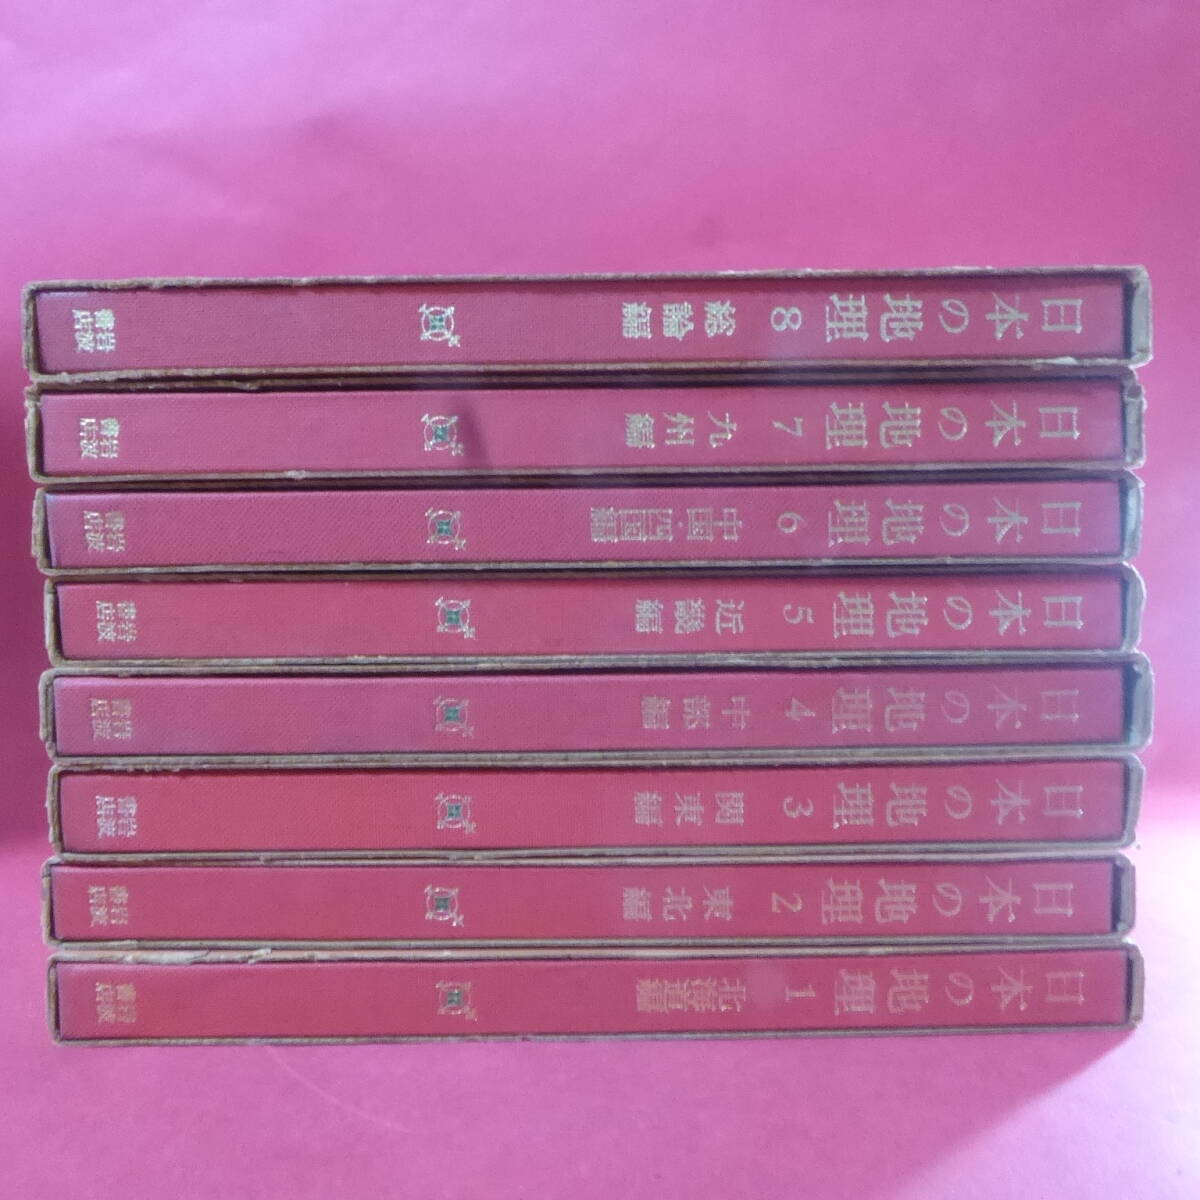 日本の地理 8 総論編 岩波書店
日本の地理 7 九州編 岩波書店
日本の地理 6 中国・四国編 岩波書店
日本の地理 5 近畿編 岩波書店
日本の地理 4 中部編 岩波書店
日本の地理 3 関東編 岩波書店
日本の地理 2 東北編 岩波書店
日本の地理 1 北海道編 岩波書店